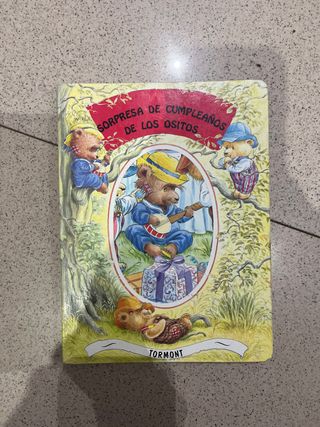 SORPRESA DE CUMPLEAÑOS
DE LOS OSITOS
TORMONT